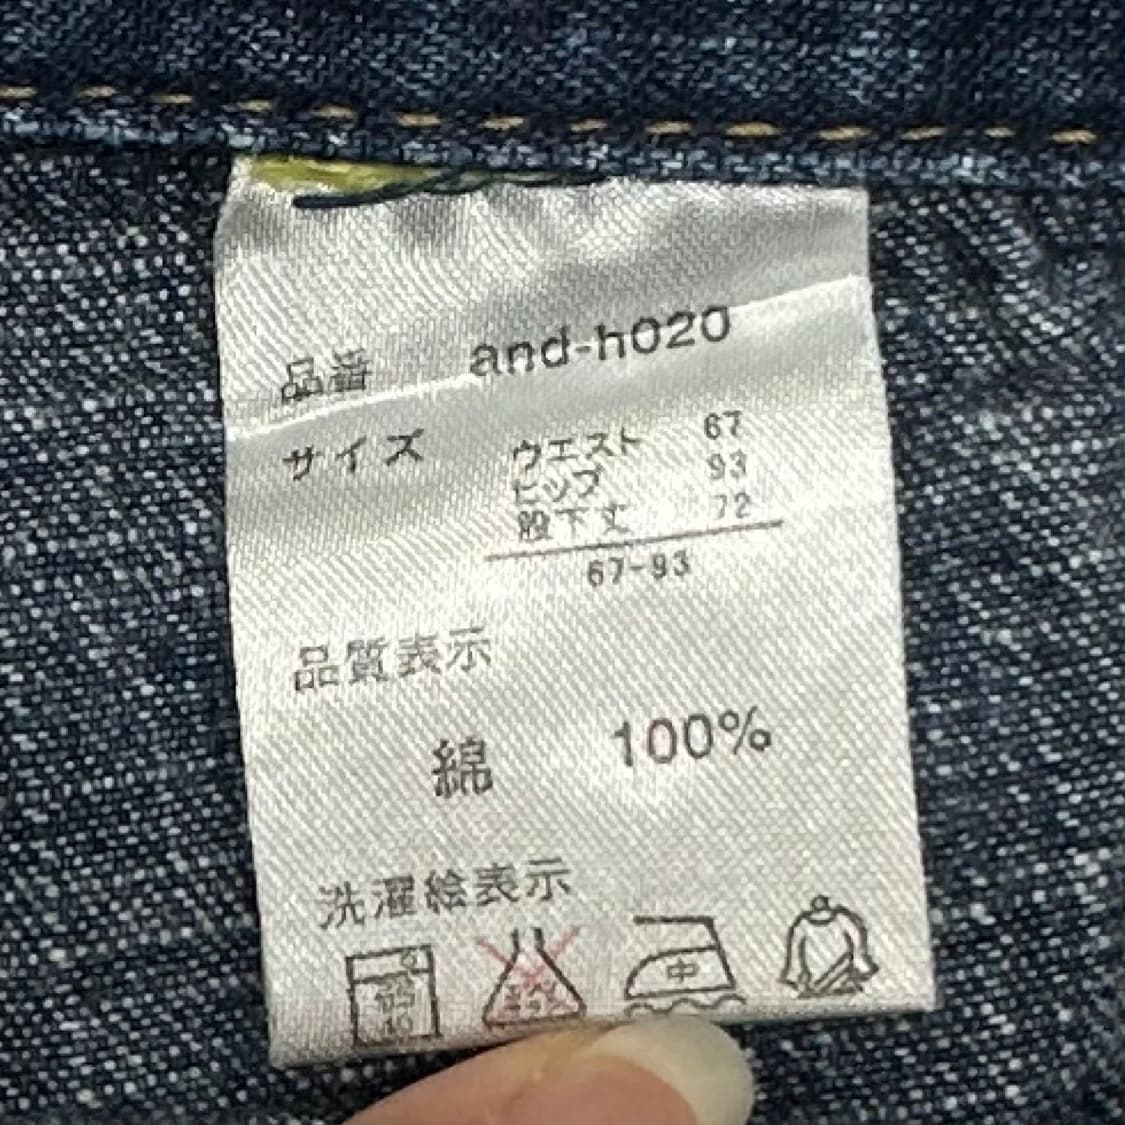 品番 and-h020
サイズ ウエスト 67
ヒップ 93
股下丈 72
67-93
品質表示
綿 100%
洗濯絵表示
中